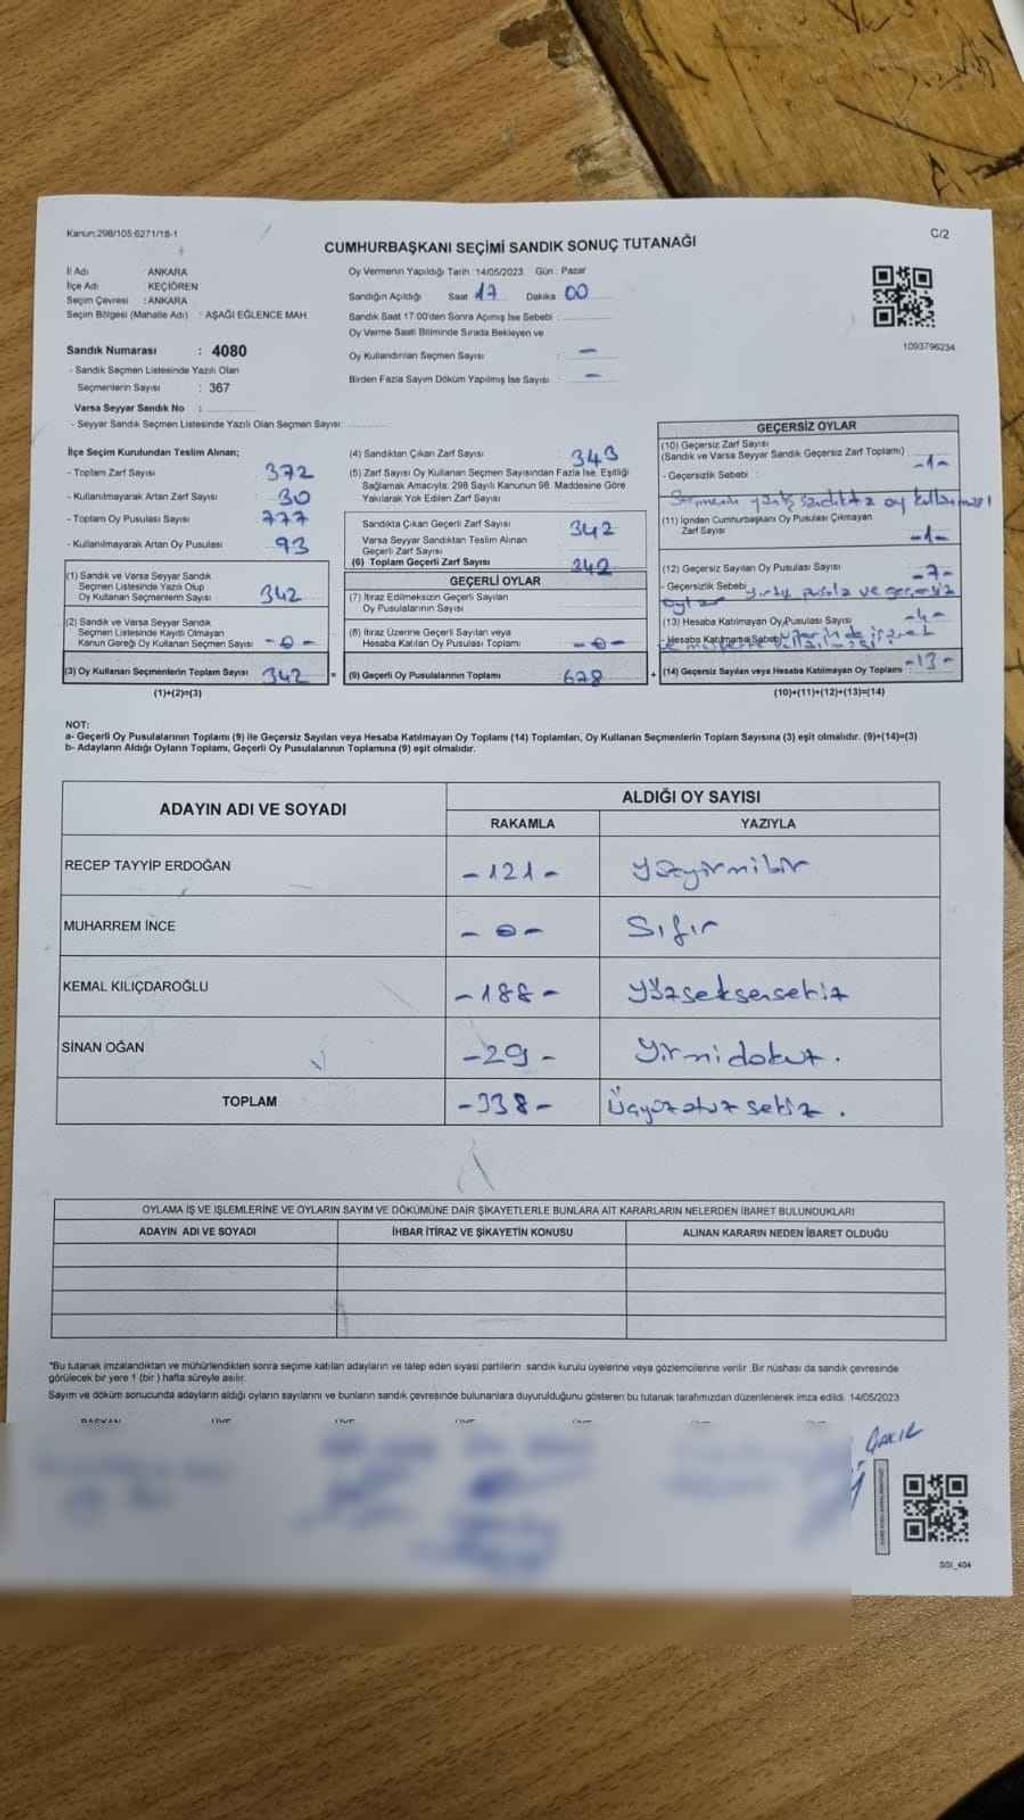 Kanun:298/105;6271/18-1
C/2
CUMHURBAŞKANI SEÇİMİ SANDIK SONUÇ TUTANAĞI
İl Adı ANKARA
İlçe Adı KEÇİÖREN
Seçim Çevresi : ANKARA
Seçim Bölgesi (Mahalle Adı) : AŞAĞI EĞLENCE MAH.
Oy Vermenin Yapıldığı Tarih : 14/05/2023 Gün : Pazar
Sandığın Açıldığı Saat 17 Dakika 00
Sandık Saat 17:00'den Sonra Açılmış İse Sebebi :
Oy Verme Saati Bitiminde Sırada Bekleyen ve
Oy Kullandırılan Seçmen Sayısı : -
Birden Fazla Sayım Döküm Yapılmış İse Sayısı : -
1093796234
Sandık Numarası : 4080
- Sandık Seçmen Listesinde Yazılı Olan
Seçmenlerin Sayısı : 367
Varsa Seyyar Sandık No :
- Seyyar Sandık Seçmen Listesinde Yazılı Olan Seçmen Sayısı:
İlçe Seçim Kurulundan Teslim Alınan;
- Toplam Zarf Sayısı 372
- Kullanılmayarak Artan Zarf Sayısı 30
- Toplam Oy Pusulası Sayısı 777
- Kullanılmayarak Artan Oy Pusulası 93
(1) Sandık ve Varsa Seyyar Sandık
Seçmen Listesinde Yazılı Olup
Oy Kullanan Seçmenlerin Sayısı 342
(2) Sandık ve Varsa Seyyar Sandık
Seçmen Listesinde Kayıtlı Olmayan
Kanun Gereği Oy Kullanan Seçmen Sayısı - 0 -
(3) Oy Kullanan Seçmenlerin Toplam Sayısı 342
(1)+(2)=(3)
(4) Sandıktan Çıkan Zarf Sayısı 343
(5) Zarf Sayısı Oy Kullanan Seçmen Sayısından Fazla İse, Eşitliği
Sağlamak Amacıyla; 298 Sayılı Kanunun 98. Maddesine Göre
Yakılarak Yok Edilen Zarf Sayısı
Sandıkta Çıkan Geçerli Zarf Sayısı 342
Varsa Seyyar Sandıktan Teslim Alınan
Geçerli Zarf Sayısı
(6) Toplam Geçerli Zarf Sayısı 342
GEÇERLİ OYLAR
(7) İtiraz Edilmeksizin Geçerli Sayılan
Oy Pusulalarının Sayısı
(8) İtiraz Üzerine Geçerli Sayılan veya
Hesaba Katılan Oy Pusulası Toplamı - 0 -
= (9) Geçerli Oy Pusulalarının Toplamı 678
GEÇERSİZ OYLAR
(10) Geçersiz Zarf Sayısı
(Sandık ve Varsa Seyyar Sandık Geçersiz Zarf Toplamı) -1-
- Geçersizlik Sebebi :
Seçmenin yanlış sandıkta oy kullanması
(11) İçinden Cumhurbaşkanı Oy Pusulası Çıkmayan
Zarf Sayısı -1-
(12) Geçersiz Sayılan Oy Pusulası Sayısı -7-
- Geçersizlik Sebebi yırtık pusula ve geçersiz
oylar
(13) Hesaba Katılmayan Oy Pusulası Sayısı -4-
- Hesaba Katılmama Sebebi
+ (14) Geçersiz Sayılan veya Hesaba Katılmayan Oy Toplamı -13-
(10)+(11)+(12)+(13)=(14)
NOT:
a- Geçerli Oy Pusulalarının Toplamı (9) ile Geçersiz Sayılan veya Hesaba Katılmayan Oy Toplamı (14) Toplamları, Oy Kullanan Seçmenlerin Toplam Sayısına (3) eşit olmalıdır. (9)+(14)=(3)
b- Adayların Aldığı Oyların Toplamı, Geçerli Oy Pusulalarının Toplamına (9) eşit olmalıdır.
ADAYIN ADI VE SOYADI ALDIĞI OY SAYISI
RAKAMLA YAZIYLA
RECEP TAYYİP ERDOĞAN -121- Yüzyirmibir
MUHARREM İNCE - 0 - Sıfır
KEMAL KILIÇDAROĞLU -188- Yüzseksensekiz
SİNAN OĞAN -29- Yirmidokuz.
TOPLAM -338- Üçyüzotuzsekiz.
OYLAMA İŞ VE İŞLEMLERİNE VE OYLARIN SAYIM VE DÖKÜMÜNE DAİR ŞİKAYETLERLE BUNLARA AİT KARARLARIN NELERDEN İBARET BULUNDUKLARI
ADAYIN ADI VE SOYADI İHBAR İTİRAZ VE ŞİKAYETİN KONUSU ALINAN KARARIN NEDEN İBARET OLDUĞU
"Bu tutanak imzalandıktan ve mühürlendikten sonra seçime katılan adayların ve talep eden siyasi partilerin sandık kurulu üyelerine veya gözlemcilerine verilir. Bir nüshası da sandık çevresinde
görülecek bir yere 1 (bir) hafta süreyle asılır.
Sayım ve döküm sonucunda adayların aldığı oyların sayılarını ve bunların sandık çevresinde bulunanlara duyurulduğunu gösteren bu tutanak tarafımızdan düzenlenerek imza edildi. 14/05/2023
BAŞKAN ÜYE ÜYE ÜYE ÜYE ÜYE ÜYE
SGI_404